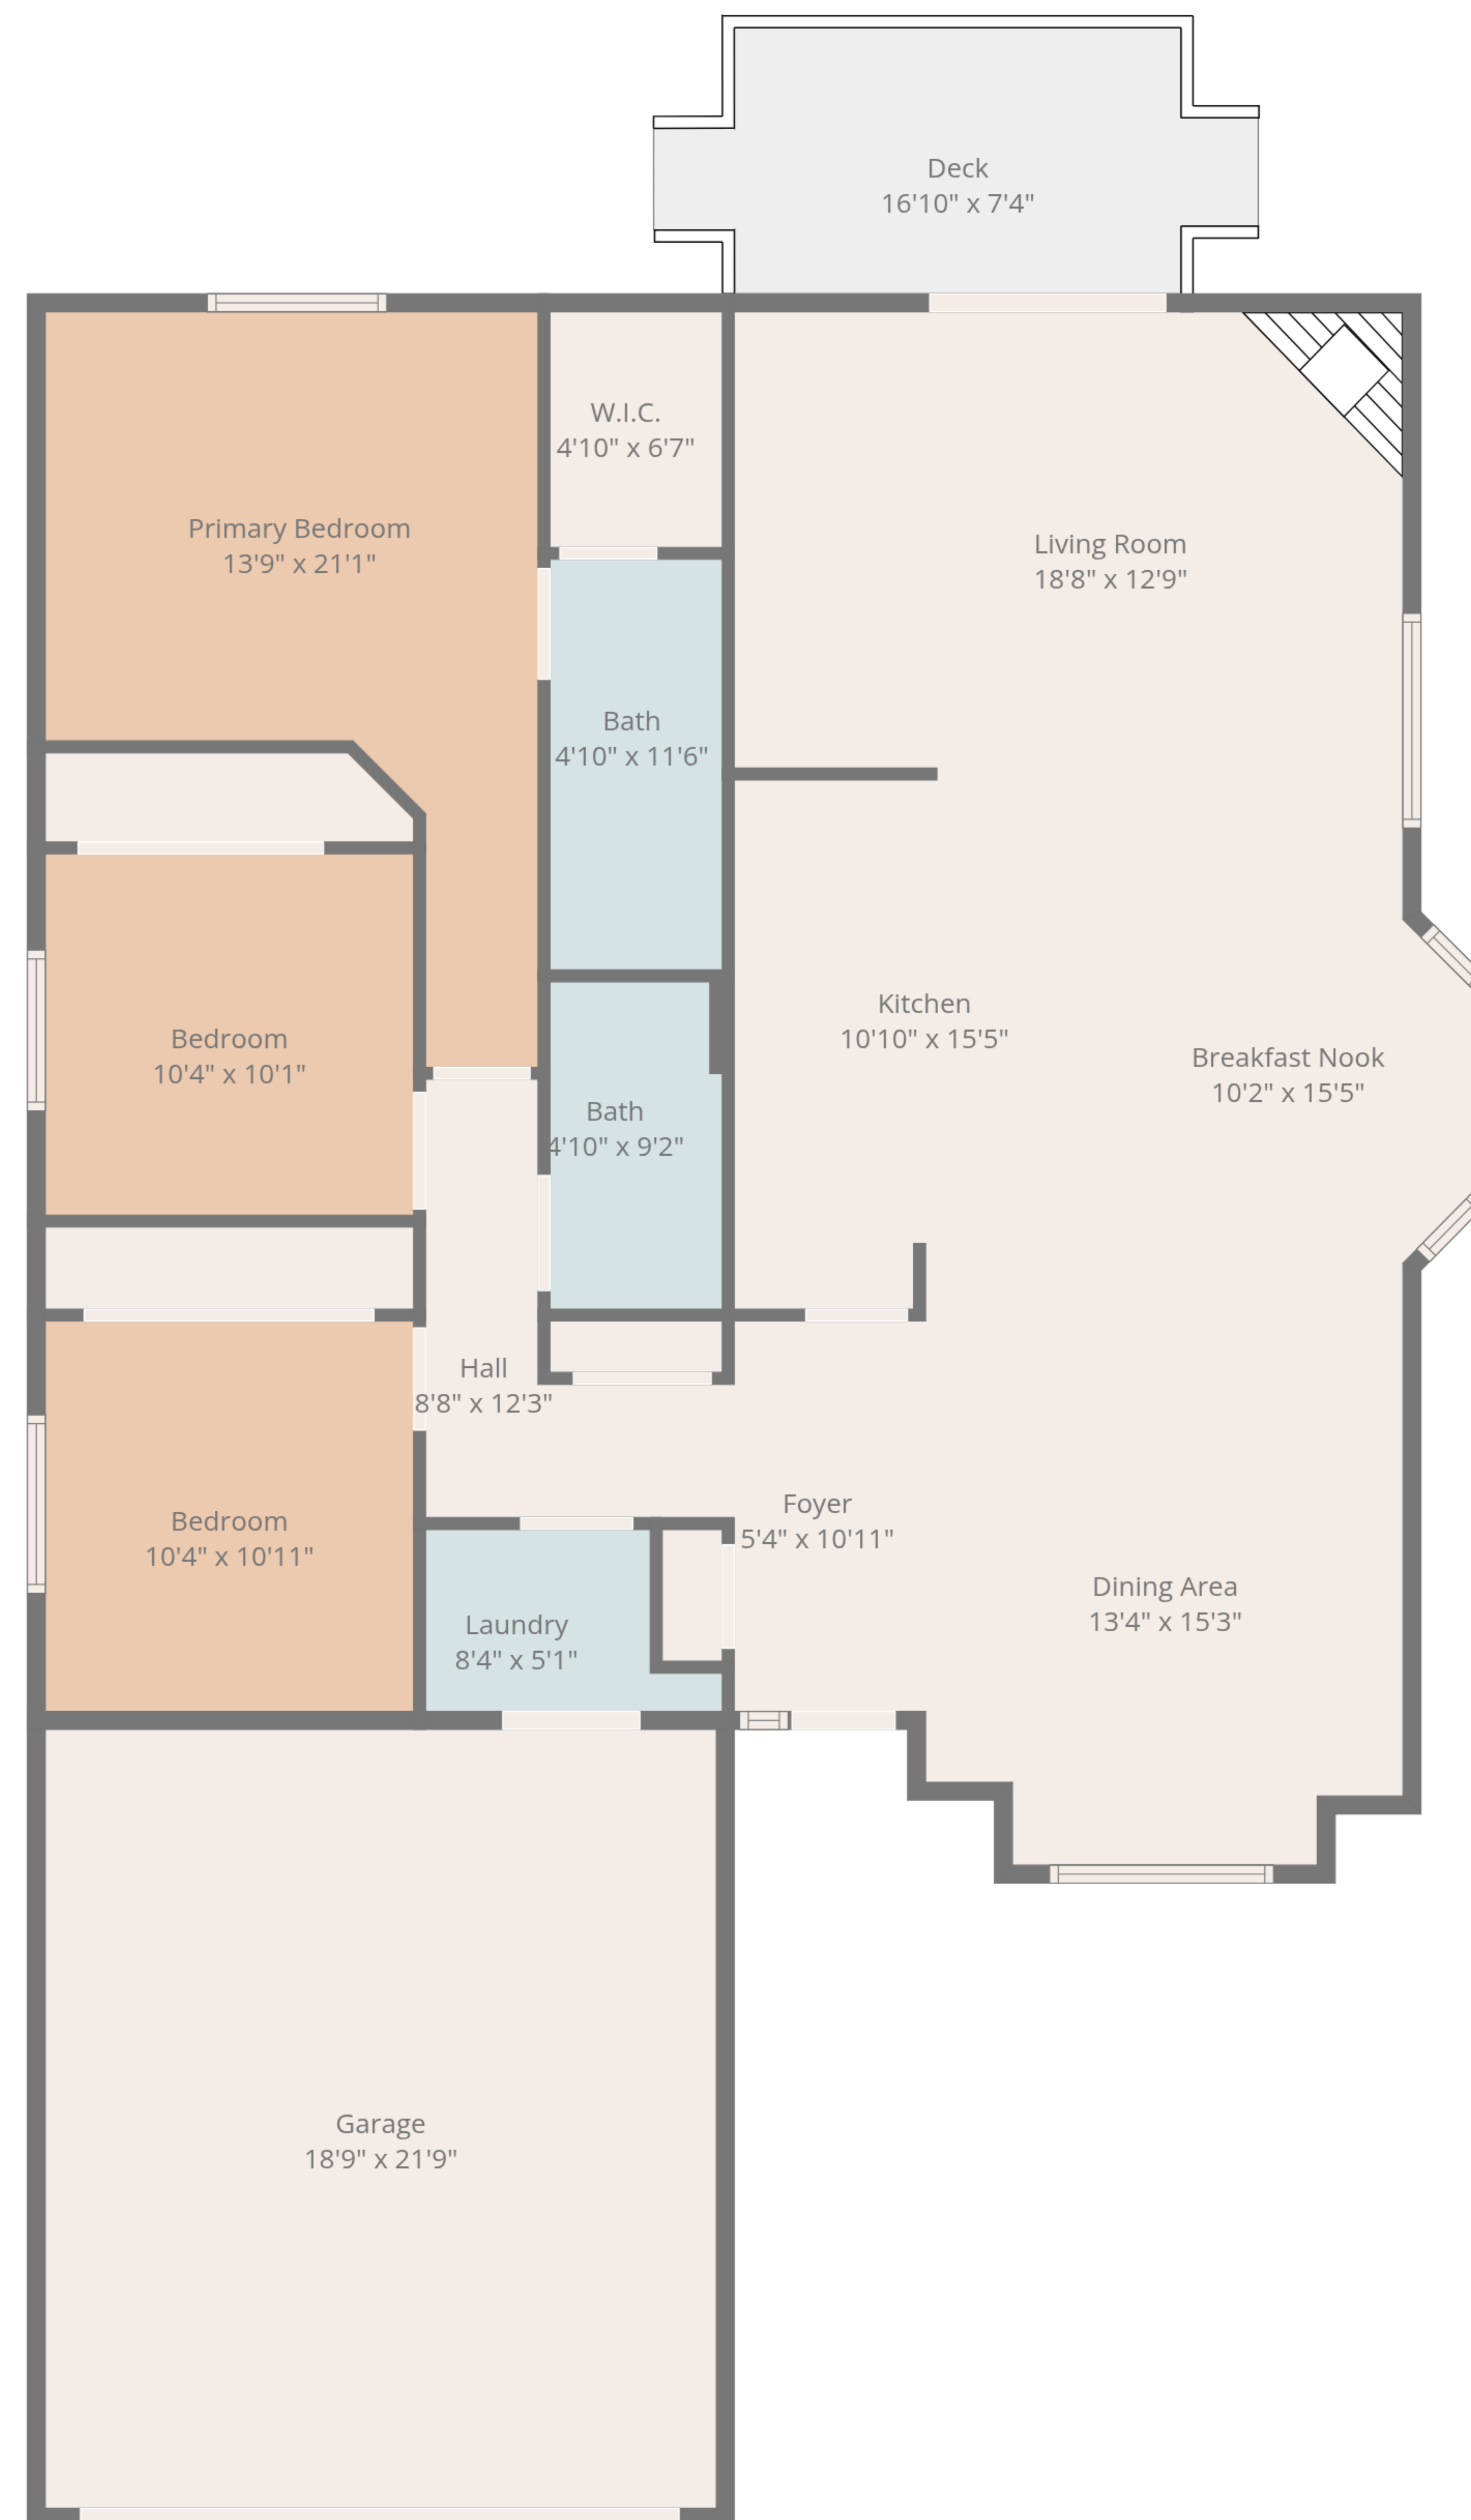 Deck
16'10" x 7'4"
W.I.C.
4'10" x 6'7"
Primary Bedroom
13'9" x 21'1"
Living Room
18'8" x 12'9"
Bath
4'10" x 11'6"
Kitchen
10'10" x 15'5"
Bedroom
10'4" x 10'1"
Breakfast Nook
10'2" x 15'5"
Bath
4'10" x 9'2"
Hall
8'8" x 12'3"
Foyer
5'4" x 10'11"
Bedroom
10'4" x 10'11"
Dining Area
13'4" x 15'3"
Laundry
8'4" x 5'1"
Garage
18'9" x 21'9"